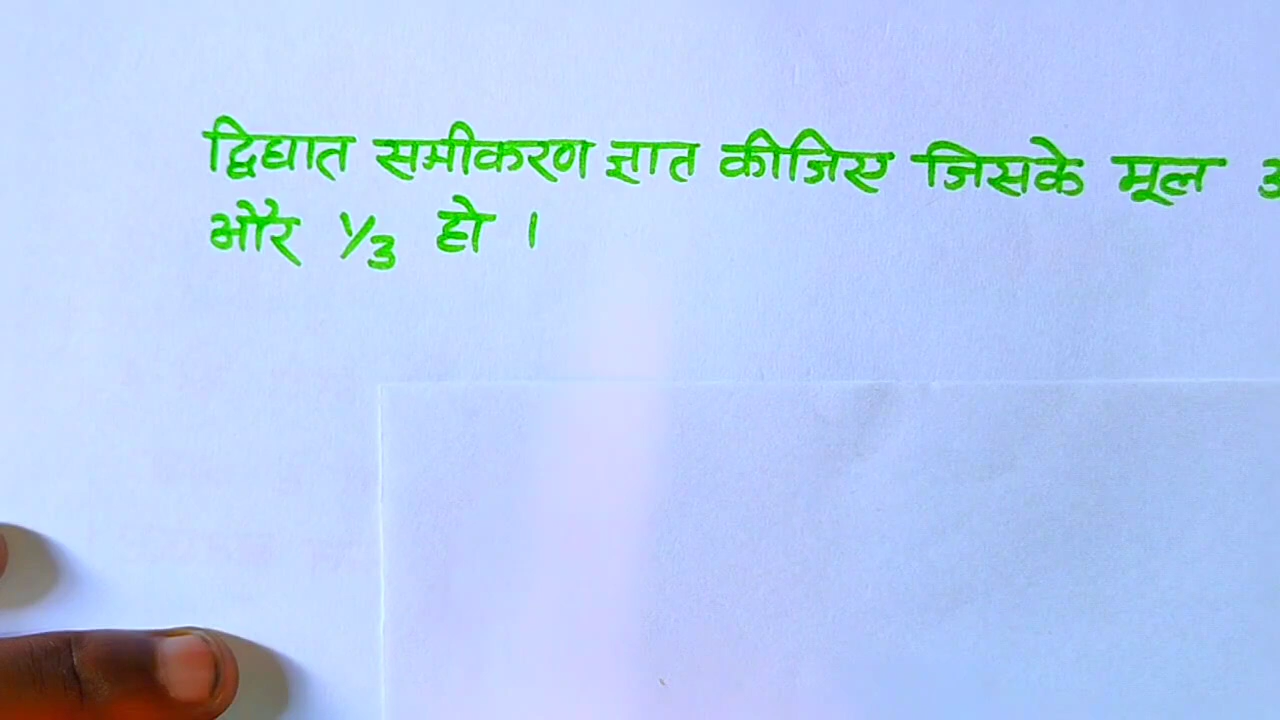 द्विघात समीकरण ज्ञात कीजिए जिसके मूल
और 1/3 हो ।